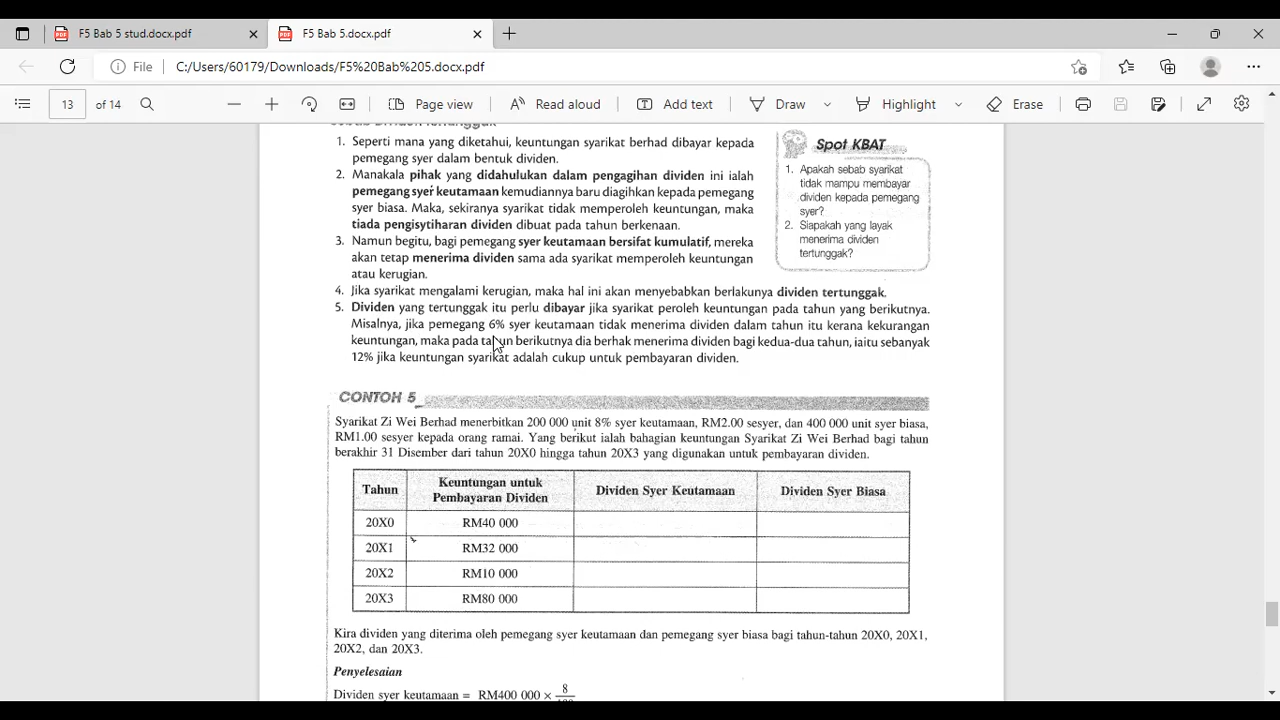 F5 Bab 5 stud.docx
F5 Bab 5.docx.pdf
File
C:/Users/60179/Downloads/F5%20Bab%205.docx.pdf
13 of 14
Page view
Read aloud
Add text
Draw
Highlight
Erase
1. Seperti mana yang diketahui, keuntungan syarikat berhad dibayar kepada
pemegang syer dalam bentuk dividen.
2. Manakala pihak yang didahulukan dalam pengagihan dividen ini ialah
pemegang syer keutamaan kemudiannya baru diagihkan kepada pemegang
syer biasa. Maka, sekiranya syarikat tidak memperoleh keuntungan, maka
tiada pengisytiharan dividen dibuat pada tahun berkenaan.
3. Namun begitu, bagi pemegang syer keutamaan bersifat kumulatif, mereka
akan tetap menerima dividen sama ada syarikat memperoleh keuntungan
atau kerugian.
4. Jika syarikat mengalami kerugian, maka hal ini akan menyebabkan berlakunya dividen tertunggak.
5. Dividen yang tertunggak itu perlu dibayar jika syarikat peroleh keuntungan pada tahun yang berikutnya.
Misalnya, jika pemegang 6% syer keutamaan tidak menerima dividen dalam tahun itu kerana kekurangan
keuntungan, maka pada tahun berikutnya dia berhak menerima dividen bagi kedua-dua tahun, iaitu sebanyak
12% jika keuntungan syarikat adalah cukup untuk pembayaran dividen.
Spot KBAT
1. Apakah sebab syarikat
tidak mampu membayar
dividen kepada pemegang
syer?
2. Siapakah yang layak
menerima dividen
tertunggak?
CONTOH 5
Syarikat Zi Wei Berhad menerbitkan 200 000 unit 8% syer keutamaan, RM2.00 sesyer, dan 400 000 unit syer biasa,
RM1.00 sesyer kepada orang ramai. Yang berikut ialah bahagian keuntungan Syarikat Zi Wei Berhad bagi tahun
berakhir 31 Disember dari tahun 20X0 hingga tahun 20X3 yang digunakan untuk pembayaran dividen.
Tahun
Keuntungan untuk
Pembayaran Dividen
Dividen Syer Keutamaan
Dividen Syer Biasa
20X0 RM40 000
20X1 RM32 000
20X2 RM10 000
20X3 RM80 000
Kira dividen yang diterima oleh pemegang syer keutamaan dan pemegang syer biasa bagi tahun-tahun 20X0, 20X1,
20X2, dan 20X3.
Penyelesaian
Dividen syer keutamaan = RM400 000 × 8